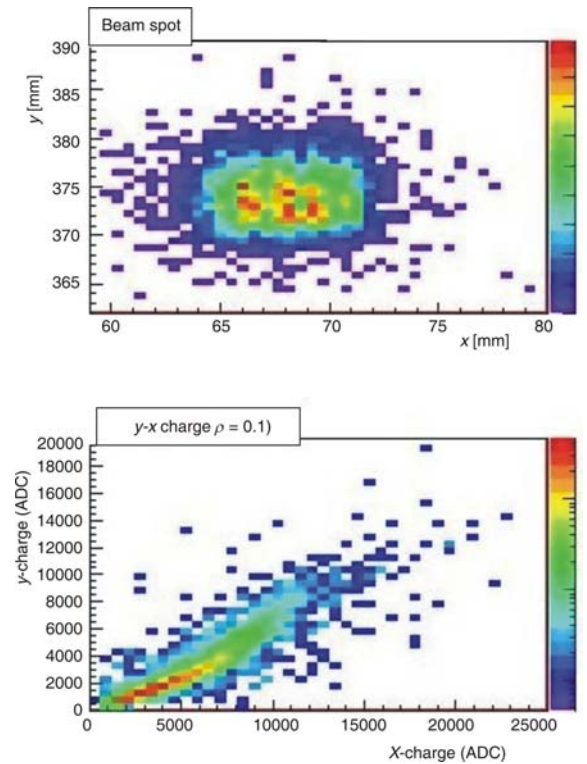 Beam spot
y [mm]
390
385
380
375
370
365
60 65 70 75 80
x [mm]
y-x charge ρ = 0.1)
y-charge (ADC)
20000
18000
16000
14000
12000
10000
8000
6000
4000
2000
0
0 5000 10000 15000 20000 25000
X-charge (ADC)